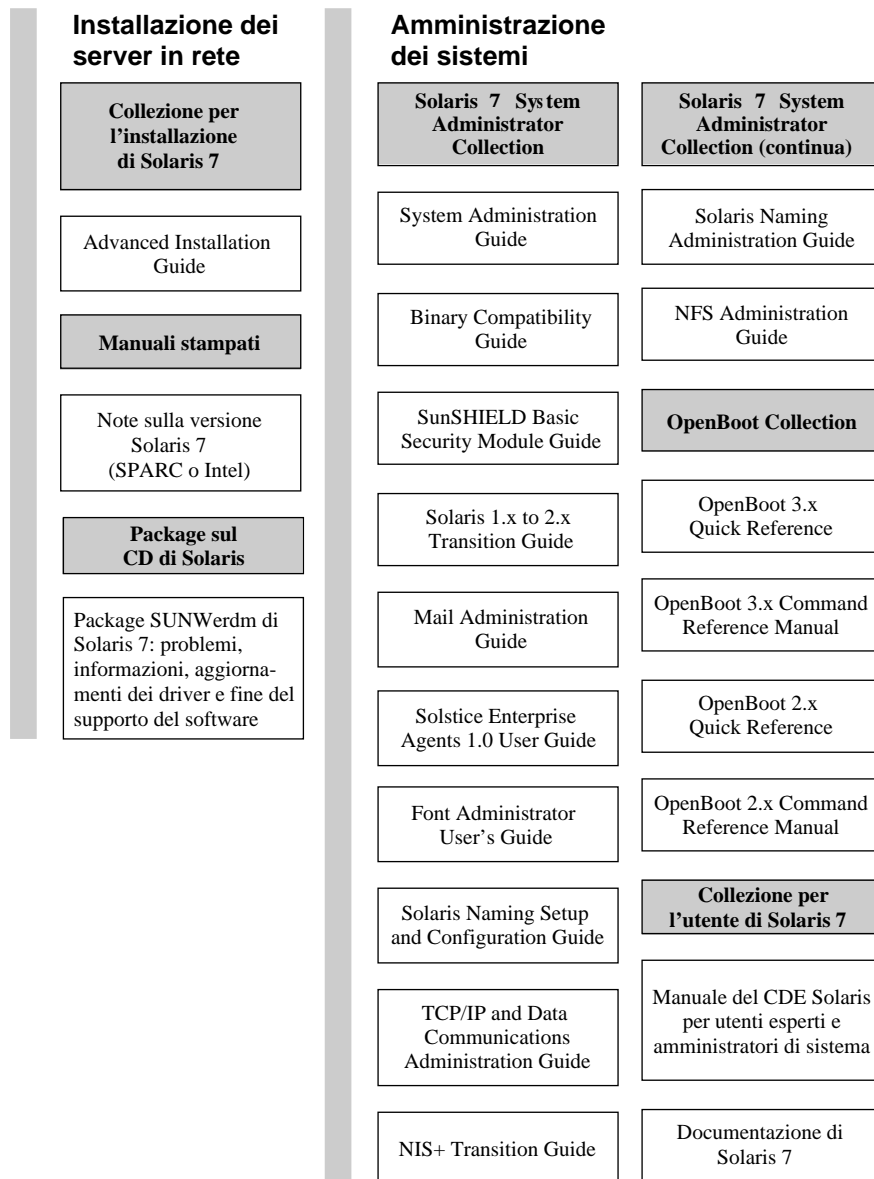 Installazione dei
server in rete
Collezione per
l'installazione
di Solaris 7
Advanced Installation
Guide
Manuali stampati
Note sulla versione
Solaris 7
(SPARC o Intel)
Package sul
CD di Solaris
Package SUNWerdm di
Solaris 7: problemi,
informazioni, aggiorna-
menti dei driver e fine del
supporto del software
Amministrazione
dei sistemi
Solaris 7 System
Administrator
Collection
System Administration
Guide
Binary Compatibility
Guide
SunSHIELD Basic
Security Module Guide
Solaris 1.x to 2.x
Transition Guide
Mail Administration
Guide
Solstice Enterprise
Agents 1.0 User Guide
Font Administrator
User's Guide
Solaris Naming Setup
and Configuration Guide
TCP/IP and Data
Communications
Administration Guide
NIS+ Transition Guide
Solaris 7 System
Administrator
Collection (continua)
Solaris Naming
Administration Guide
NFS Administration
Guide
OpenBoot Collection
OpenBoot 3.x
Quick Reference
OpenBoot 3.x Command
Reference Manual
OpenBoot 2.x
Quick Reference
OpenBoot 2.x Command
Reference Manual
Collezione per
l'utente di Solaris 7
Manuale del CDE Solaris
per utenti esperti e
amministratori di sistema
Documentazione di
Solaris 7